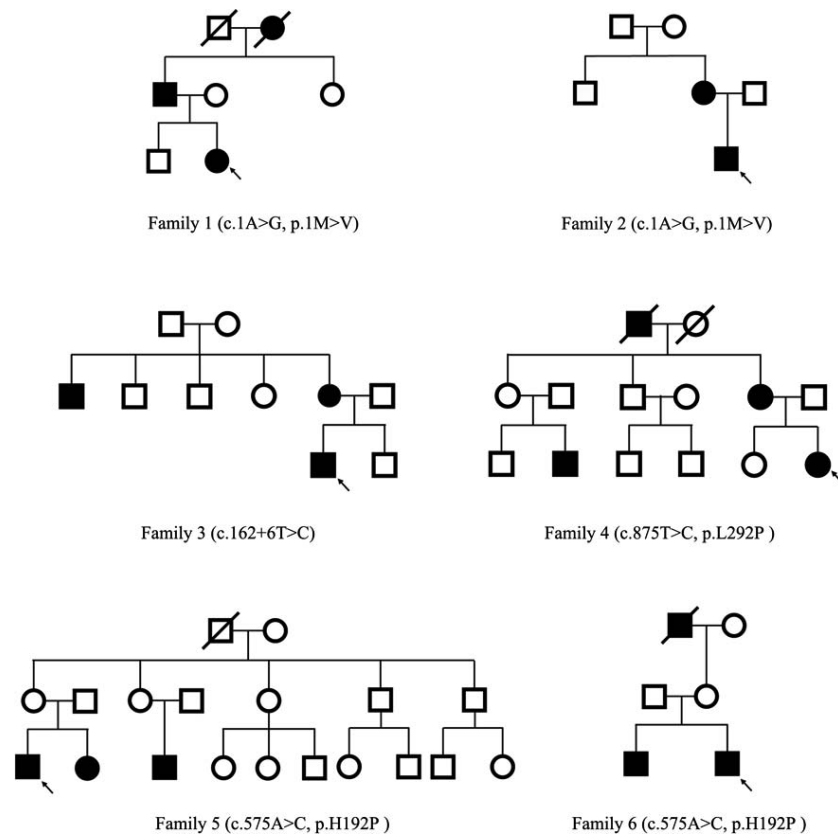 Family 1 (c.1A>G, p.1M>V)
Family 2 (c.1A>G, p.1M>V)
Family 3 (c.162+6T>C)
Family 4 (c.875T>C, p.L292P )
Family 5 (c.575A>C, p.H192P )
Family 6 (c.575A>C, p.H192P )